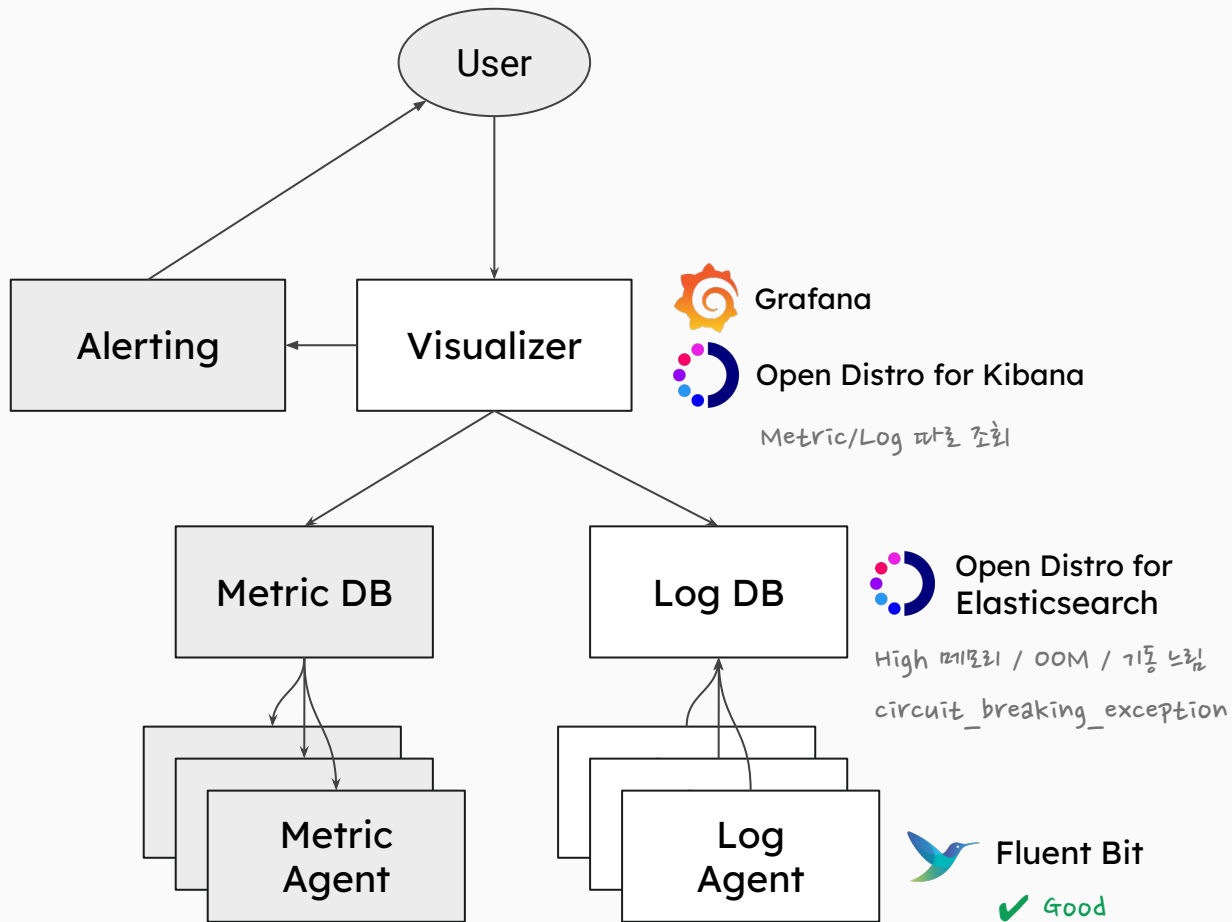 User
Alerting
Visualizer
Grafana
Open Distro for Kibana
Metric/Log 따로 조회
Metric DB
Log DB
Open Distro for
Elasticsearch
High 메모리 / OOM / 기동 느림
circuit_breaking_exception
Metric
Agent
Log
Agent
Fluent Bit
✔ Good